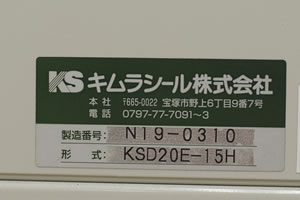 KS キムラシール株式会社
本社 〒665-0022 宝塚市野上6丁目9番7号
電話 0797-77-7091~3
製造番号: N19-0310
形式: KSD20E-15H